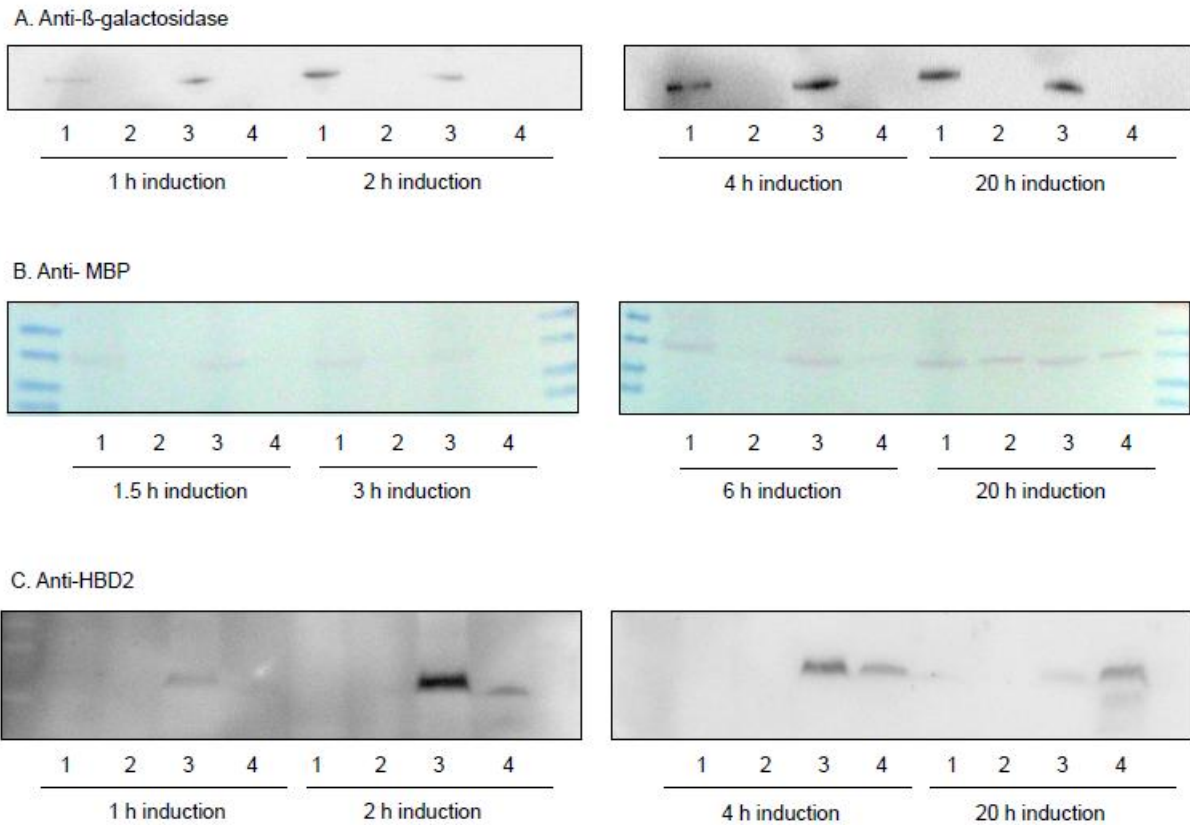 A. Anti-ß-galactosidase
1 2 3 4 1 2 3 4 1 2 3 4 1 2 3 4
1 h induction 2 h induction 4 h induction 20 h induction
B. Anti- MBP
1 2 3 4 1 2 3 4 1 2 3 4 1 2 3 4
1.5 h induction 3 h induction 6 h induction 20 h induction
C. Anti-HBD2
1 2 3 4 1 2 3 4 1 2 3 4 1 2 3 4
1 h induction 2 h induction 4 h induction 20 h induction